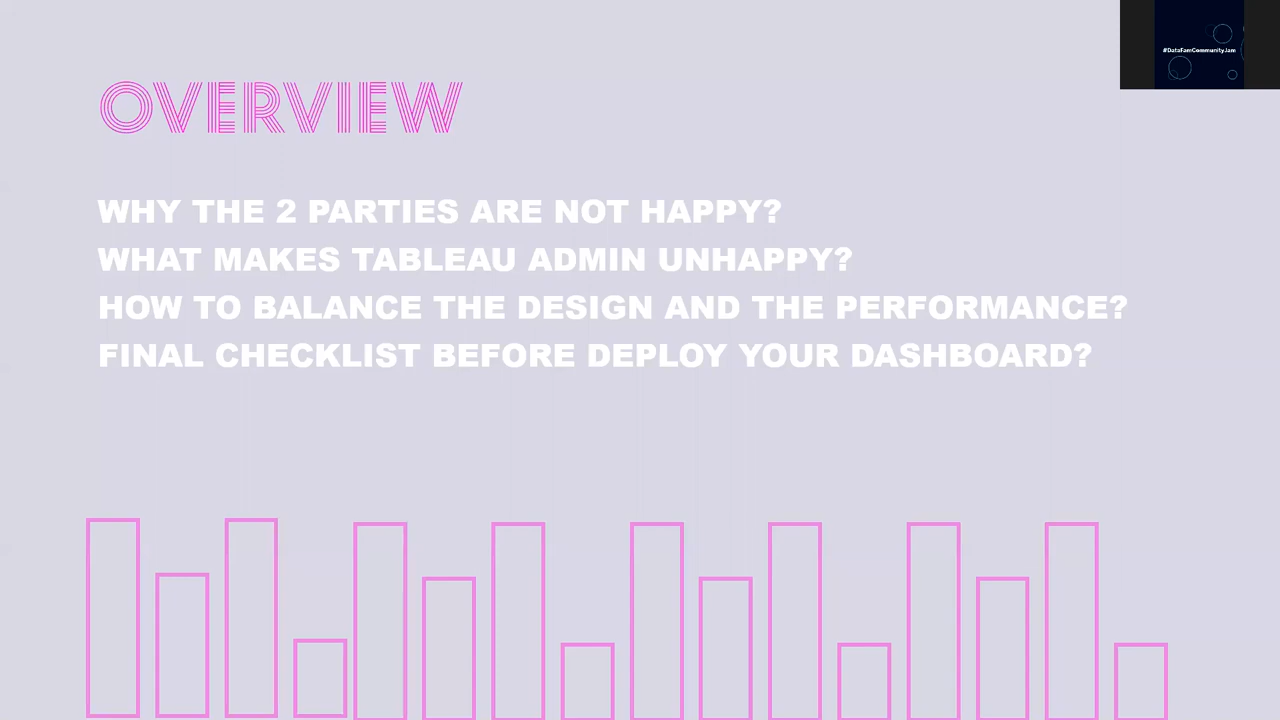 #DataFamCommunityJam
OVERVIEW
WHY THE 2 PARTIES ARE NOT HAPPY?
WHAT MAKES TABLEAU ADMIN UNHAPPY?
HOW TO BALANCE THE DESIGN AND THE PERFORMANCE?
FINAL CHECKLIST BEFORE DEPLOY YOUR DASHBOARD?